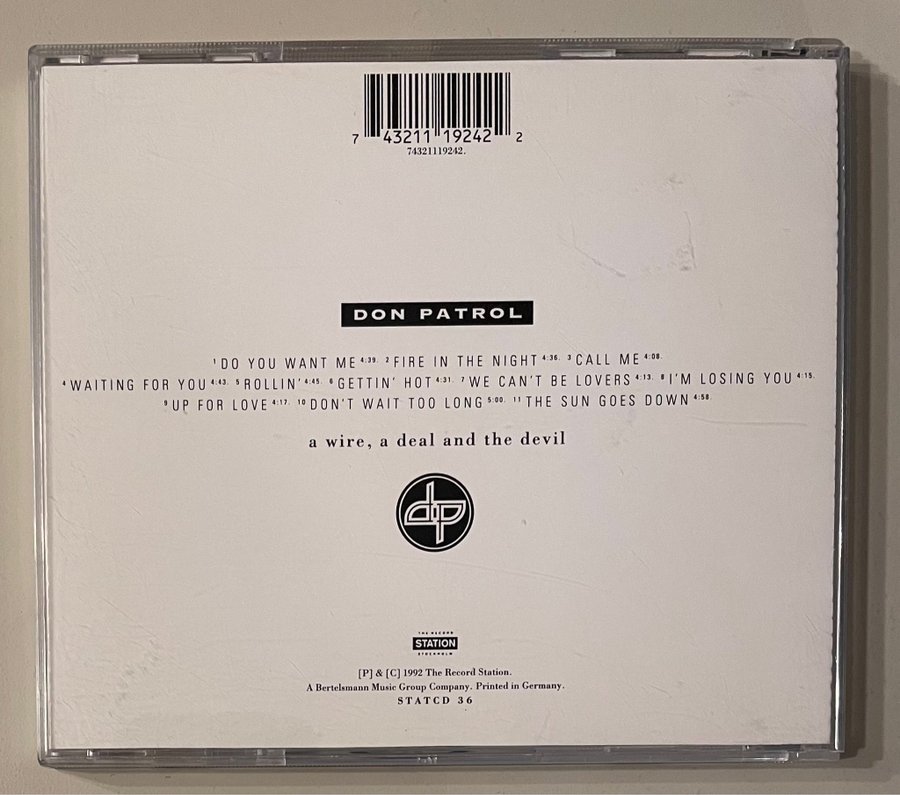 7 43211 19242 2
74321119242.
DON PATROL
1 DO YOU WANT ME 4:39. 2 FIRE IN THE NIGHT 4:36. 3 CALL ME 4:08.
4 WAITING FOR YOU 4:43. 5 ROLLIN' 4:45. 6 GETTIN' HOT 4:31. 7 WE CAN'T BE LOVERS 4:13. 8 I'M LOSING YOU 4:15.
9 UP FOR LOVE 4:17. 10 DON'T WAIT TOO LONG 5:00. 11 THE SUN GOES DOWN 4:58.
a wire, a deal and the devil
dp
THE RECORD
STATION
STOCKHOLM
[P] & [C] 1992 The Record Station.
A Bertelsmann Music Group Company. Printed in Germany.
STATCD 36